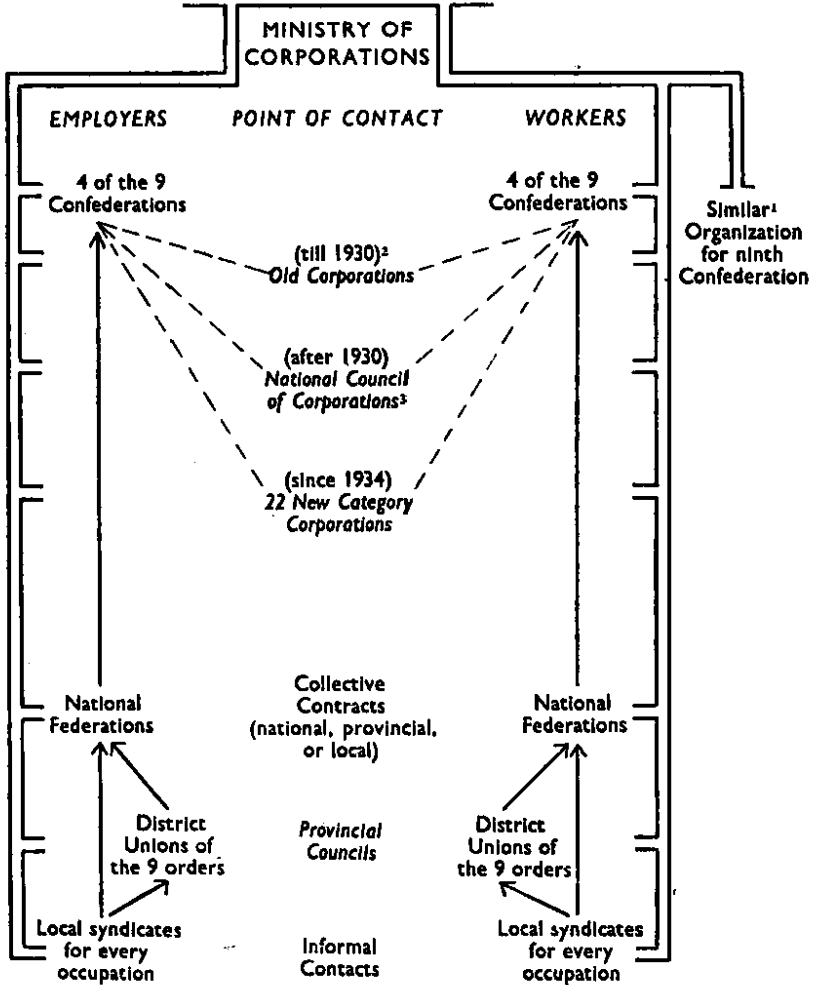 MINISTRY OF
CORPORATIONS
EMPLOYERS
POINT OF CONTACT
WORKERS
4 of the 9
Confederations
4 of the 9
Confederations
Similar¹
Organization
for ninth
Confederation
(till 1930)²
Old Corporations
(after 1930)
National Council
of Corporations³
(since 1934)
22 New Category
Corporations
National
Federations
Collective
Contracts
(national, provincial,
or local)
National
Federations
District
Unions of
the 9 orders
Provincial
Councils
District
Unions of
the 9 orders
Local syndicates
for every
occupation
Informal
Contacts
Local syndicates
for every
occupation